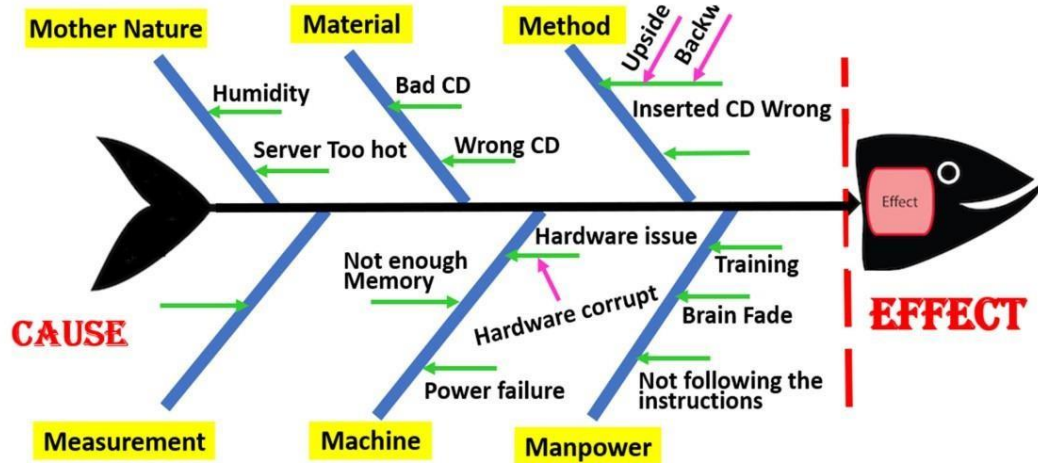 Mother Nature
Material
Method
Upside
Backw
Humidity
Bad CD
Inserted CD Wrong
Server Too hot
Wrong CD
Effect
Hardware issue
Not enough
Memory
Training
Hardware corrupt
Brain Fade
CAUSE
EFFECT
Power failure
Not following the
instructions
Measurement
Machine
Manpower